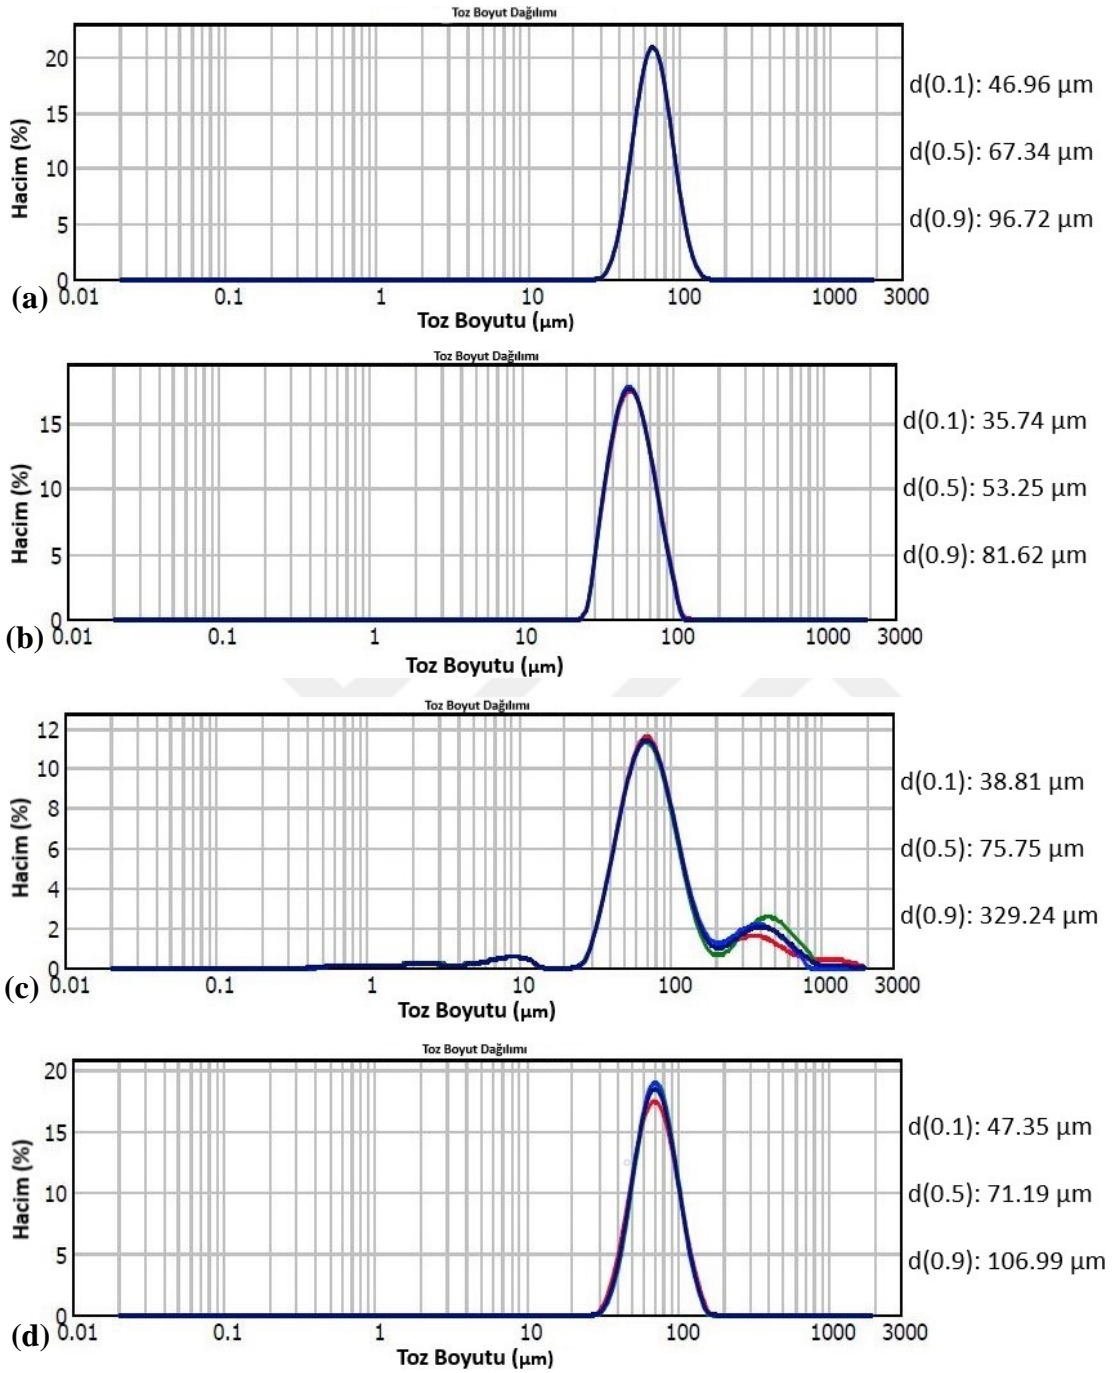 Toz Boyut Dağılımı
20
15
10
5
0
Hacim (%)
d(0.1): 46.96 µm
d(0.5): 67.34 µm
d(0.9): 96.72 µm
(a)
0.01 0.1 1 10 100 1000 3000
Toz Boyutu (µm)
Toz Boyut Dağılımı
15
10
5
0
Hacim (%)
d(0.1): 35.74 µm
d(0.5): 53.25 µm
d(0.9): 81.62 µm
(b)
0.01 0.1 1 10 100 1000 3000
Toz Boyutu (µm)
Toz Boyut Dağılımı
12
10
8
6
4
2
0
Hacim (%)
d(0.1): 38.81 µm
d(0.5): 75.75 µm
d(0.9): 329.24 µm
(c)
0.01 0.1 1 10 100 1000 3000
Toz Boyutu (µm)
Toz Boyut Dağılımı
20
15
10
5
0
Hacim (%)
d(0.1): 47.35 µm
d(0.5): 71.19 µm
d(0.9): 106.99 µm
(d)
0.01 0.1 1 10 100 1000 3000
Toz Boyutu (µm)